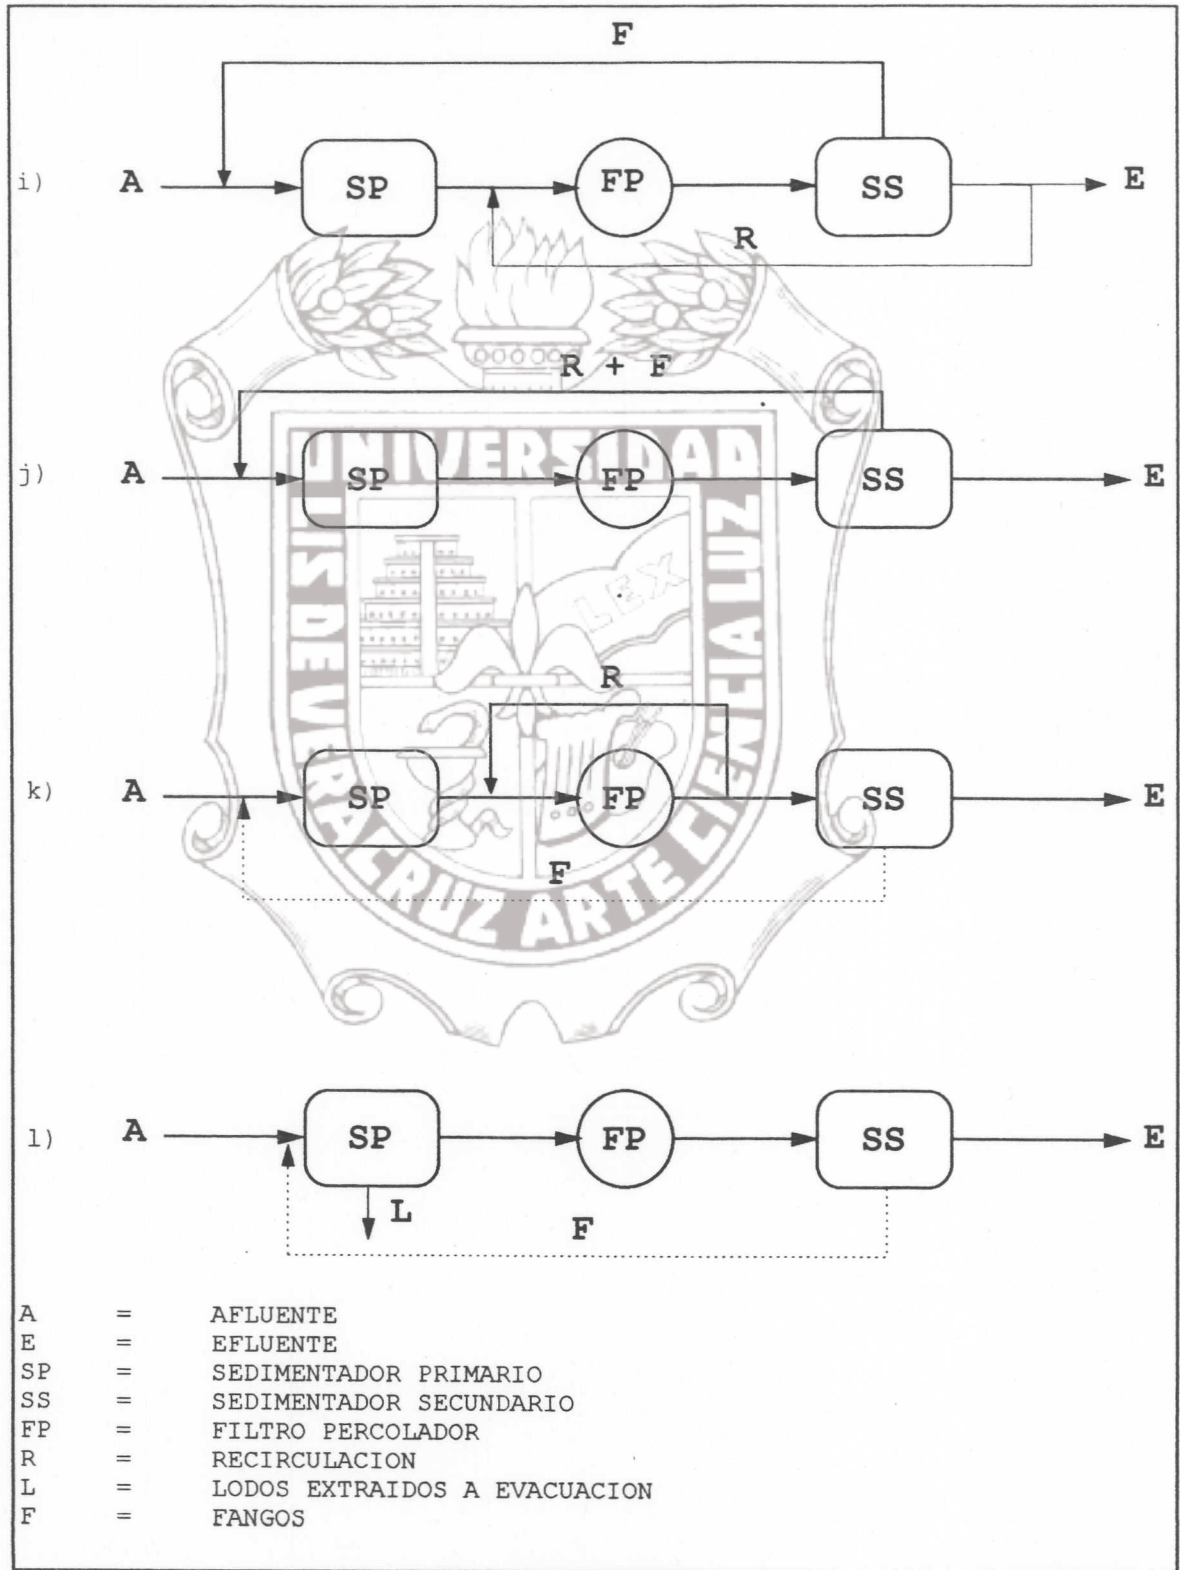 F
i) A SP FP SS E
R
R + F
j) A SP FP SS E
UNIVERSIDAD
LIS DE VERACRUZ ARTE CIENCIA LUZ
LEX
R
k) A SP FP SS E
F
l) A SP FP SS E
L
F
A = AFLUENTE
E = EFLUENTE
SP = SEDIMENTADOR PRIMARIO
SS = SEDIMENTADOR SECUNDARIO
FP = FILTRO PERCOLADOR
R = RECIRCULACION
L = LODOS EXTRAIDOS A EVACUACION
F = FANGOS